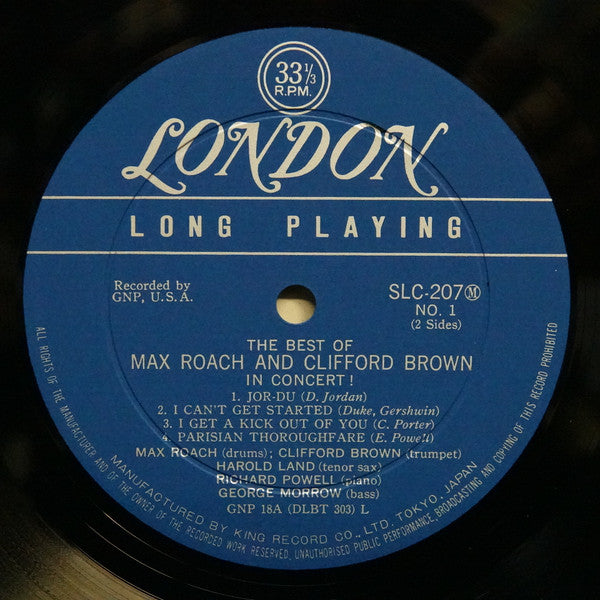 33 1/3
R.P.M.
LONDON
LONG PLAYING
Recorded by
GNP, U.S.A.
SLC-207 Ⓜ
NO. 1
(2 Sides)
THE BEST OF
MAX ROACH AND CLIFFORD BROWN
IN CONCERT!
1. JOR-DU (D. Jordan)
2. I CAN'T GET STARTED (Duke, Gershwin)
3. I GET A KICK OUT OF YOU (C. Porter)
4. PARISIAN THOROUGHFARE (E. Powell)
MAX ROACH (drums); CLIFFORD BROWN (trumpet)
HAROLD LAND (tenor sax)
RICHARD POWELL (piano)
GEORGE MORROW (bass)
GNP 18A (DLBT 303) L
MANUFACTURED BY KING RECORD CO., LTD. TOKYO, JAPAN
ALL RIGHTS OF THE MANUFACTURER AND OF THE OWNER OF THE RECORDED WORK RESERVED. UNAUTHORISED PUBLIC PERFORMANCE, BROADCASTING AND COPYING OF THIS RECORD PROHIBITED